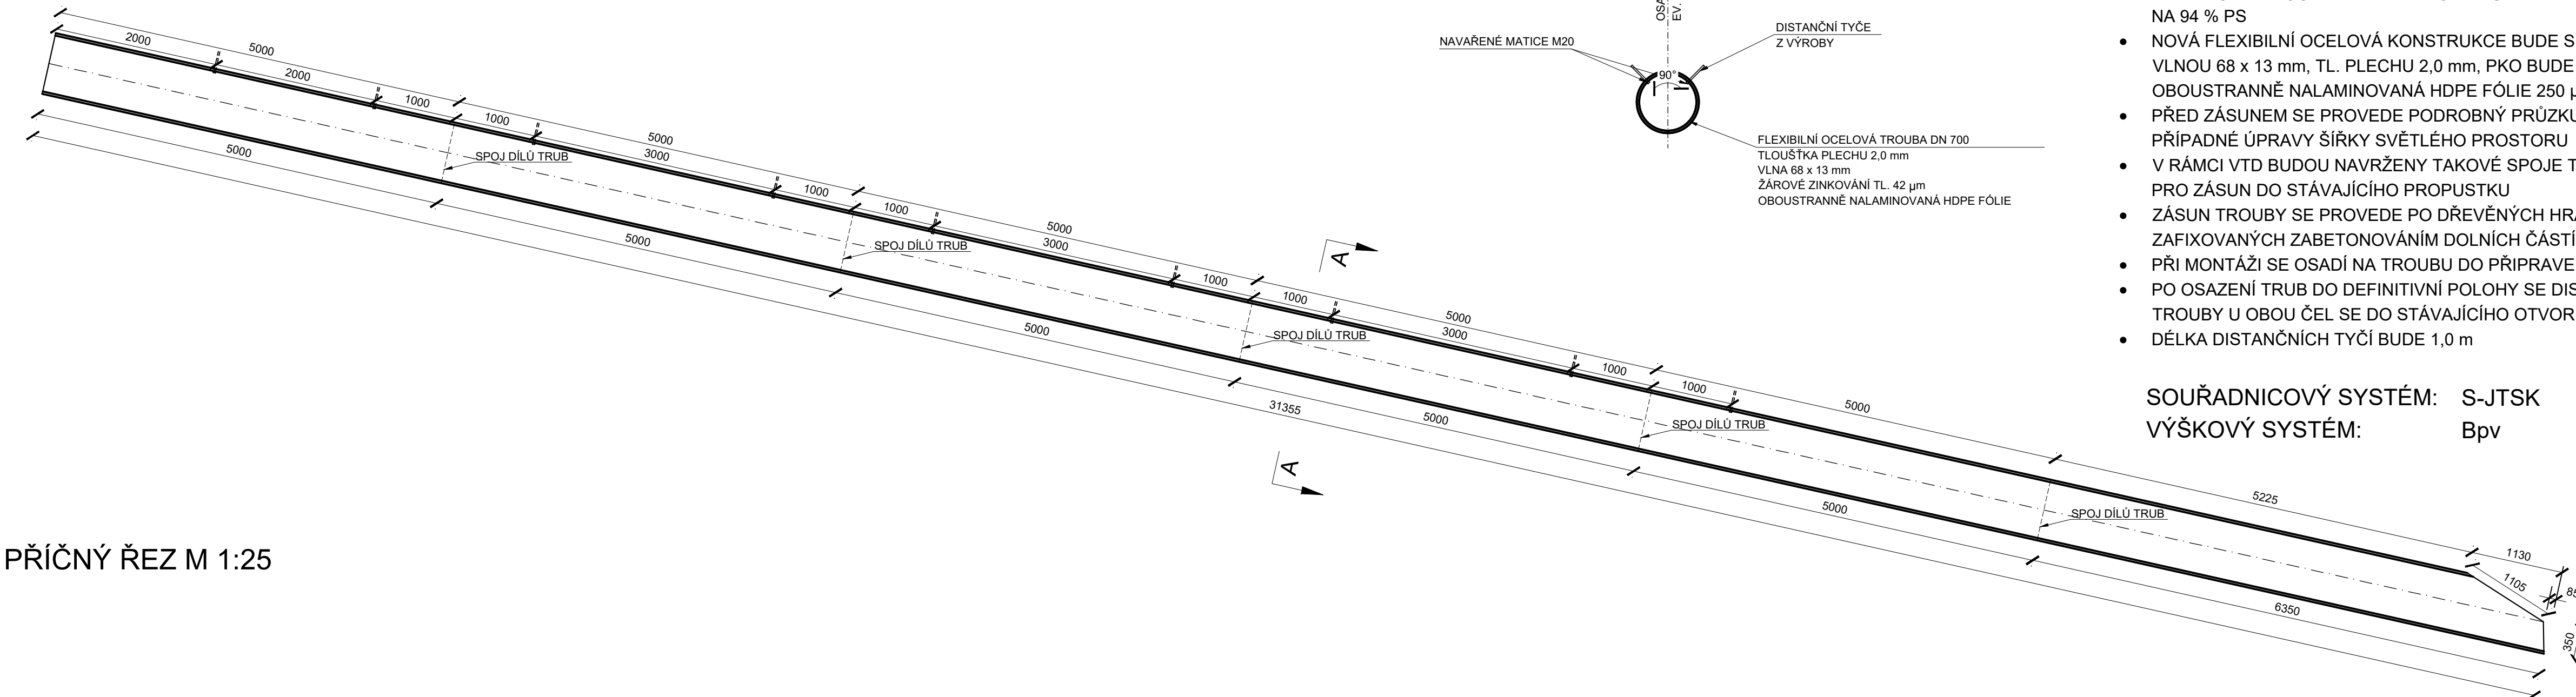 2000
5000
2000
1000
1000
5000
3000
1000
1000
5000
3000
1000
1000
5000
3000
1000
1000
5000
5225
1130
1105
350
SPOJ DÍLŮ TRUB
SPOJ DÍLŮ TRUB
SPOJ DÍLŮ TRUB
SPOJ DÍLŮ TRUB
SPOJ DÍLŮ TRUB
5000
5000
5000
5000
5000
6350
31355
A
A
PŘÍČNÝ ŘEZ M 1:25
OSA
EV.
NAVAŘENÉ MATICE M20
DISTANČNÍ TYČE
Z VÝROBY
90°
FLEXIBILNÍ OCELOVÁ TROUBA DN 700
TLOUŠŤKA PLECHU 2,0 mm
VLNA 68 x 13 mm
ŽÁROVÉ ZINKOVÁNÍ TL. 42 µm
OBOUSTRANNĚ NALAMINOVANÁ HDPE FÓLIE
NA 94 % PS
● NOVÁ FLEXIBILNÍ OCELOVÁ KONSTRUKCE BUDE S
VLNOU 68 x 13 mm, TL. PLECHU 2,0 mm, PKO BUDE
OBOUSTRANNĚ NALAMINOVANÁ HDPE FÓLIE 250
● PŘED ZÁSUNEM SE PROVEDE PODROBNÝ PRŮZKU
PŘÍPADNÉ ÚPRAVY ŠÍŘKY SVĚTLÉHO PROSTORU
● V RÁMCI VTD BUDOU NAVRŽENY TAKOVÉ SPOJE T
PRO ZÁSUN DO STÁVAJÍCÍHO PROPUSTKU
● ZÁSUN TROUBY SE PROVEDE PO DŘEVĚNÝCH HRA
ZAFIXOVANÝCH ZABETONOVÁNÍM DOLNÍCH ČÁSTÍ
● PŘI MONTÁŽI SE OSADÍ NA TROUBU DO PŘIPRAVE
● PO OSAZENÍ TRUB DO DEFINITIVNÍ POLOHY SE DIS
TROUBY U OBOU ČEL SE DO STÁVAJÍCÍHO OTVOR
● DÉLKA DISTANČNÍCH TYČÍ BUDE 1,0 m
SOUŘADNICOVÝ SYSTÉM: S-JTSK
VÝŠKOVÝ SYSTÉM: Bpv